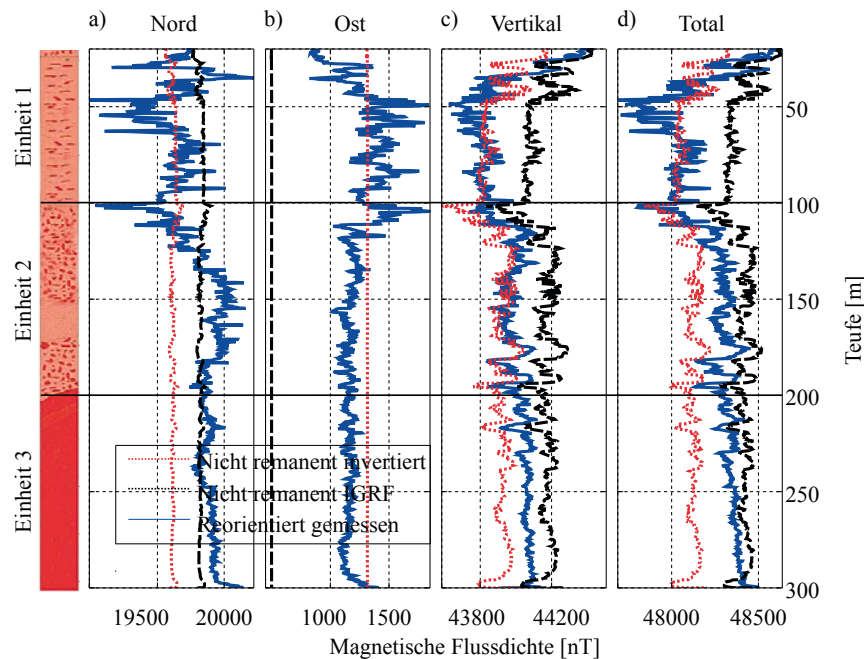 a) Nord b) Ost c) Vertikal d) Total
Einheit 1
Einheit 2
Einheit 3
50
100
150
200
250
300
Teufe [m]
Nicht remanent invertiert
Nicht remanent IGRF
Reorientiert gemessen
19500 20000 1000 1500 43800 44200 48000 48500
Magnetische Flussdichte [nT]